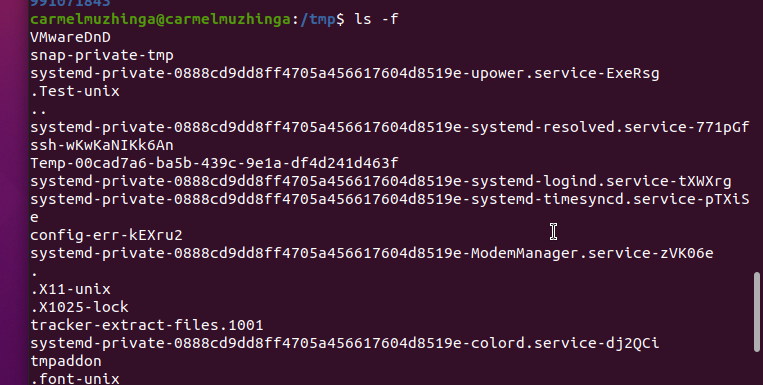 991071843
carmelmuzhinga@carmelmuzhinga:/tmp$ ls -f
VMwareDnD
snap-private-tmp
systemd-private-0888cd9dd8ff4705a456617604d8519e-upower.service-ExeRsg
.Test-unix
..
systemd-private-0888cd9dd8ff4705a456617604d8519e-systemd-resolved.service-771pGf
ssh-wKwKaNIKk6An
Temp-00cad7a6-ba5b-439c-9e1a-df4d241d463f
systemd-private-0888cd9dd8ff4705a456617604d8519e-systemd-logind.service-tXWXrg
systemd-private-0888cd9dd8ff4705a456617604d8519e-systemd-timesyncd.service-pTXiS
e
config-err-kEXru2
systemd-private-0888cd9dd8ff4705a456617604d8519e-ModemManager.service-zVK06e
.
.X11-unix
.X1025-lock
tracker-extract-files.1001
systemd-private-0888cd9dd8ff4705a456617604d8519e-colord.service-dj2QCi
tmpaddon
.font-unix